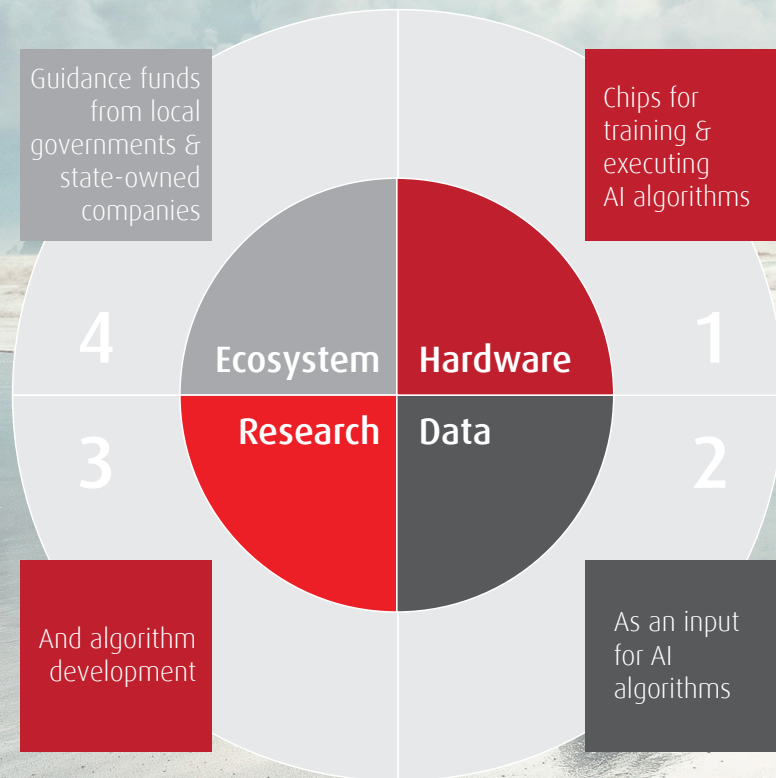 Guidance funds
from local
governments &
state-owned
companies
Chips for
training &
executing
AI algorithms
4
1
Ecosystem
Hardware
Research
Data
3
2
And algorithm
development
As an input
for AI
algorithms